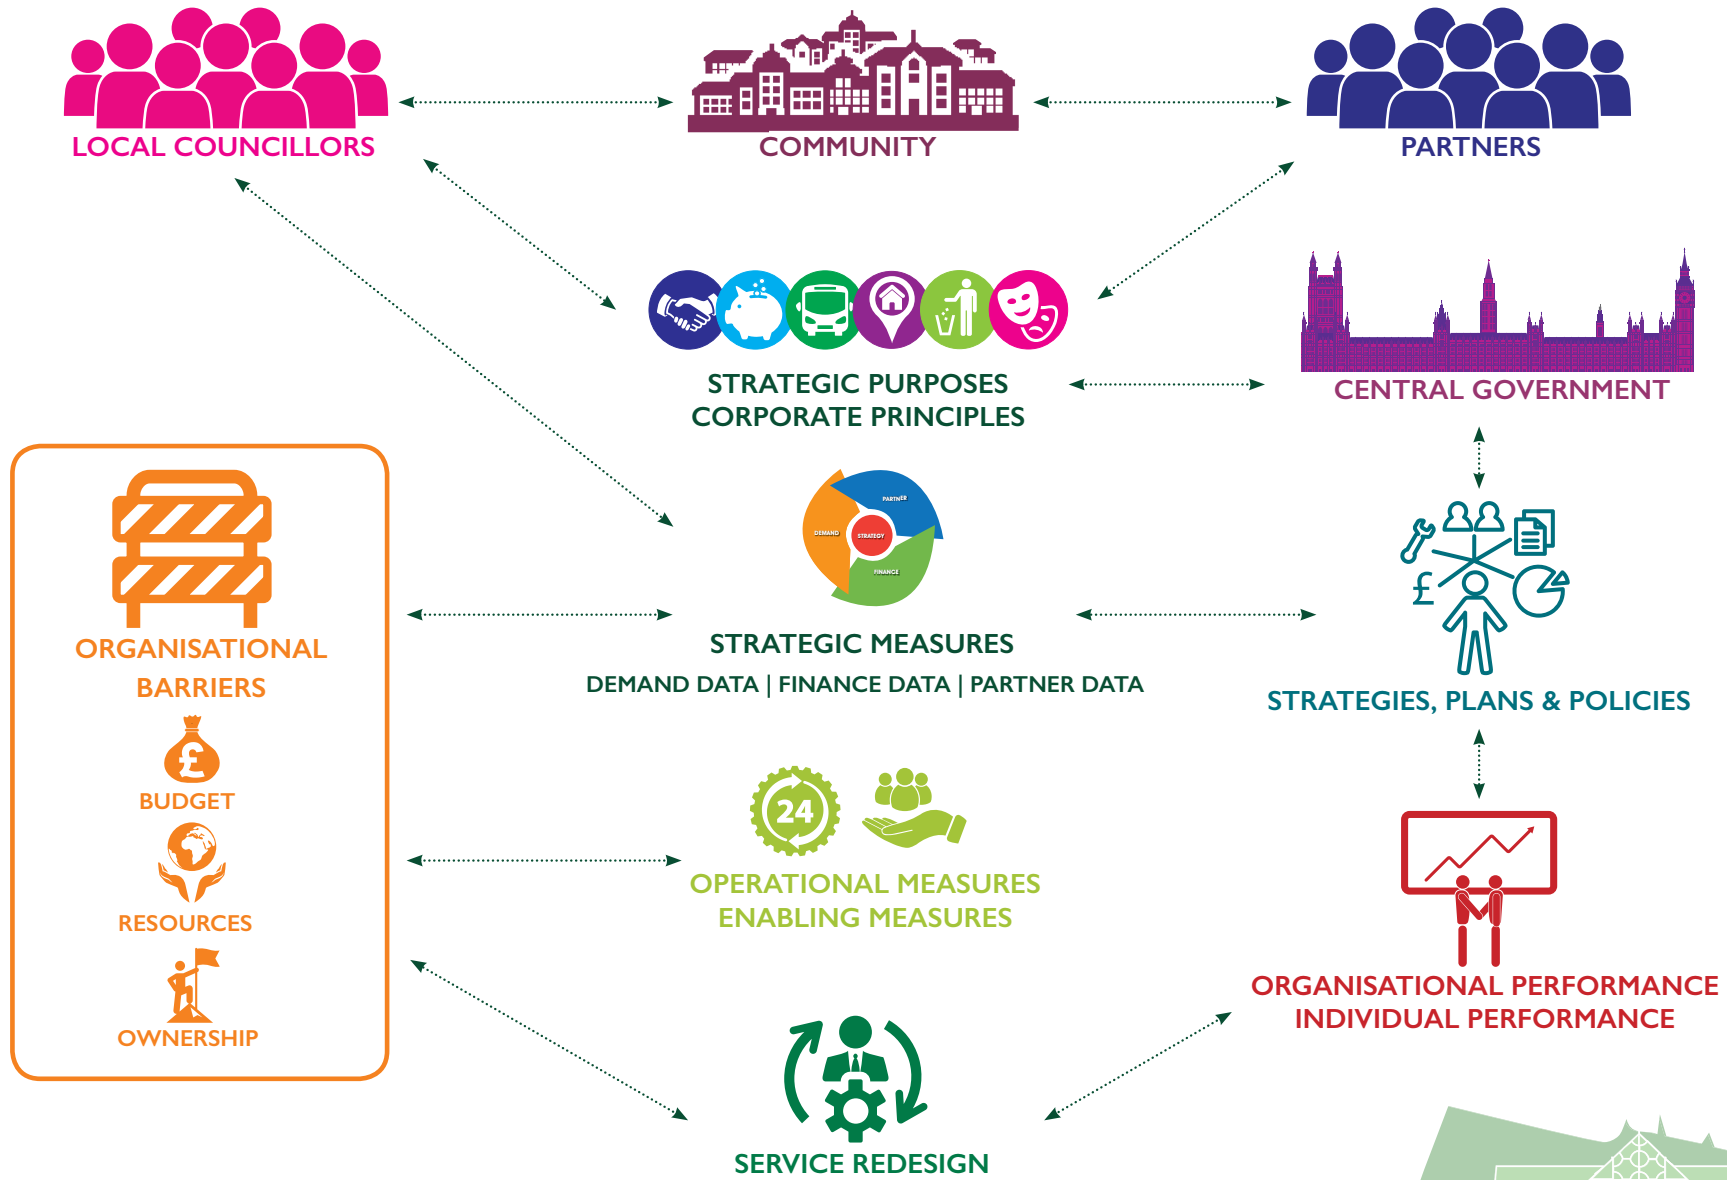 LOCAL COUNCILLORS
COMMUNITY
PARTNERS
STRATEGIC PURPOSES
CORPORATE PRINCIPLES
CENTRAL GOVERNMENT
ORGANISATIONAL
BARRIERS
£
BUDGET
RESOURCES
OWNERSHIP
PARTNER
DEMAND
STRATEGY
FINANCE
STRATEGIC MEASURES
DEMAND DATA | FINANCE DATA | PARTNER DATA
£
STRATEGIES, PLANS & POLICIES
24
OPERATIONAL MEASURES
ENABLING MEASURES
ORGANISATIONAL PERFORMANCE
INDIVIDUAL PERFORMANCE
SERVICE REDESIGN